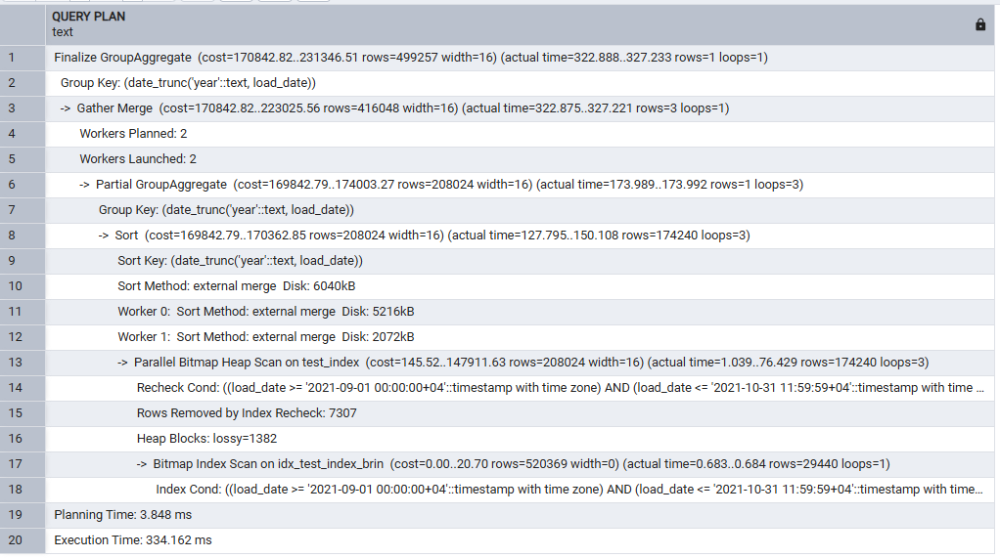 QUERY PLAN
text
1 Finalize GroupAggregate (cost=170842.82..231346.51 rows=499257 width=16) (actual time=322.888..327.233 rows=1 loops=1)
2 Group Key: (date_trunc('year'::text, load_date))
3 -> Gather Merge (cost=170842.82..223025.56 rows=416048 width=16) (actual time=322.875..327.221 rows=3 loops=1)
4 Workers Planned: 2
5 Workers Launched: 2
6 -> Partial GroupAggregate (cost=169842.79..174003.27 rows=208024 width=16) (actual time=173.989..173.992 rows=1 loops=3)
7 Group Key: (date_trunc('year'::text, load_date))
8 -> Sort (cost=169842.79..170362.85 rows=208024 width=16) (actual time=127.795..150.108 rows=174240 loops=3)
9 Sort Key: (date_trunc('year'::text, load_date))
10 Sort Method: external merge Disk: 6040kB
11 Worker 0: Sort Method: external merge Disk: 5216kB
12 Worker 1: Sort Method: external merge Disk: 2072kB
13 -> Parallel Bitmap Heap Scan on test_index (cost=145.52..147911.63 rows=208024 width=16) (actual time=1.039..76.429 rows=174240 loops=3)
14 Recheck Cond: ((load_date >= '2021-09-01 00:00:00+04'::timestamp with time zone) AND (load_date <= '2021-10-31 11:59:59+04'::timestamp with time ...
15 Rows Removed by Index Recheck: 7307
16 Heap Blocks: lossy=1382
17 -> Bitmap Index Scan on idx_test_index_brin (cost=0.00..20.70 rows=520369 width=0) (actual time=0.683..0.684 rows=29440 loops=1)
18 Index Cond: ((load_date >= '2021-09-01 00:00:00+04'::timestamp with time zone) AND (load_date <= '2021-10-31 11:59:59+04'::timestamp with time...
19 Planning Time: 3.848 ms
20 Execution Time: 334.162 ms